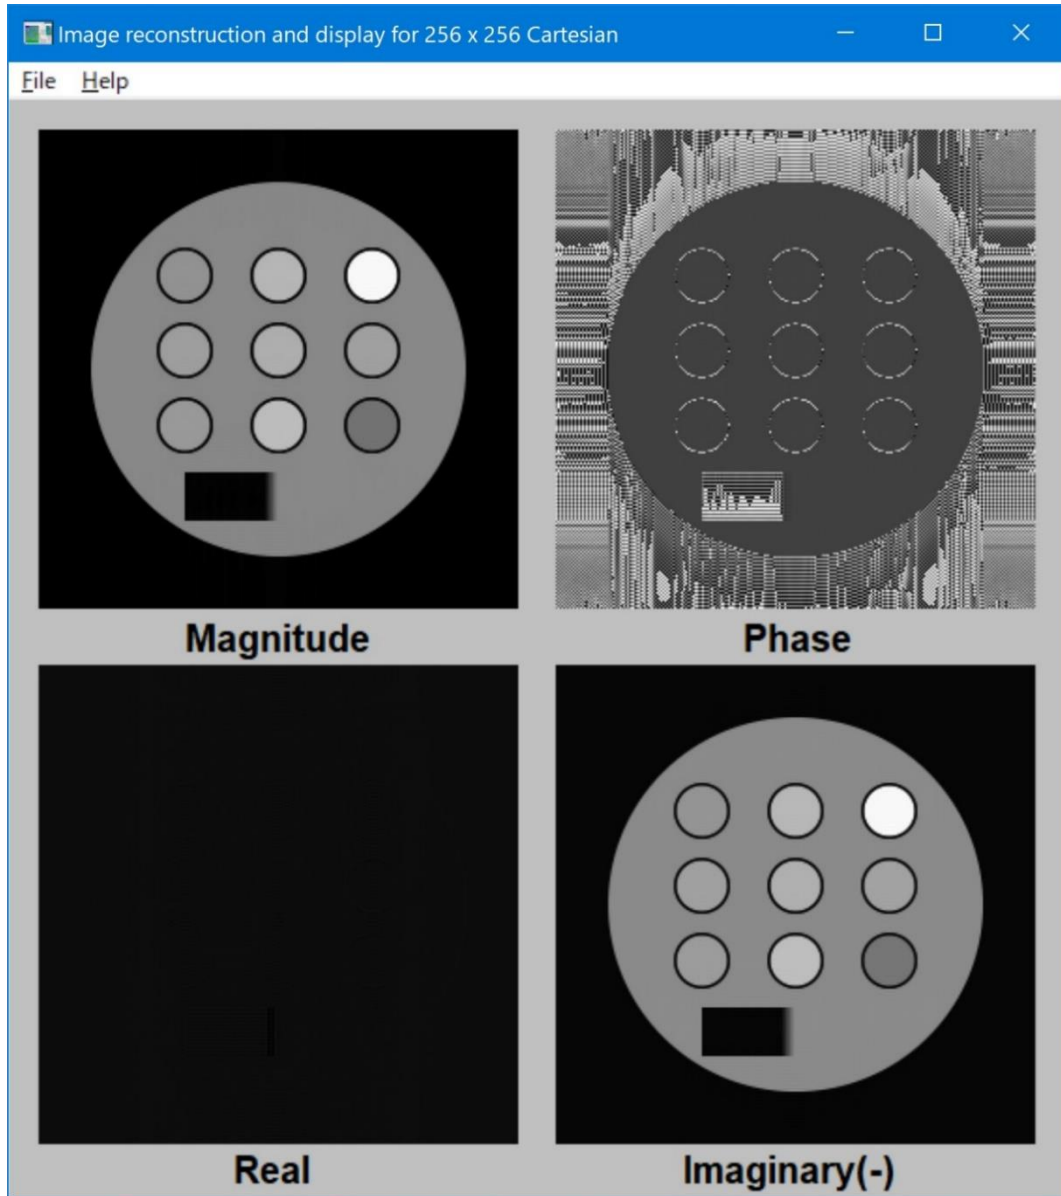 Image reconstruction and display for 256 x 256 Cartesian
File Help
Magnitude Phase
Real Imaginary(-)